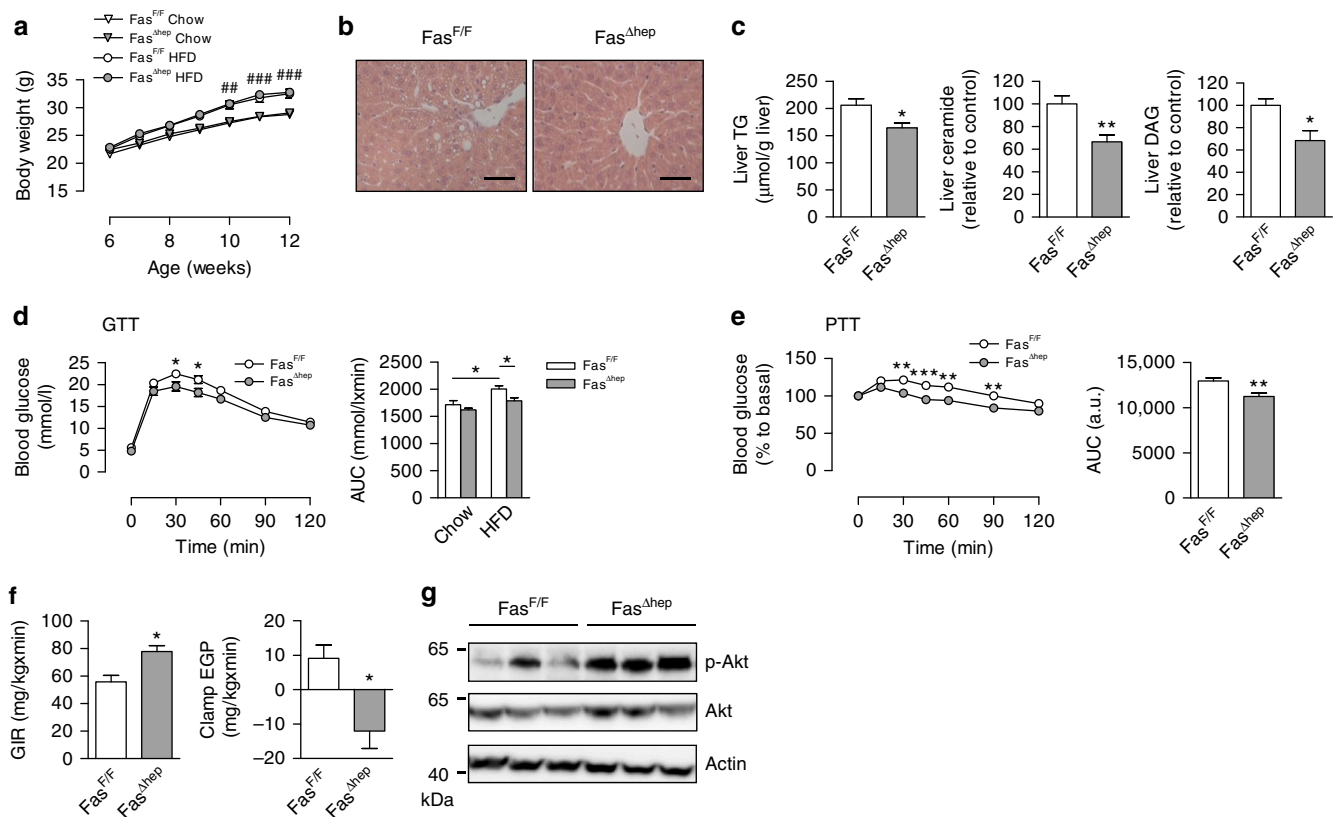 a
Fas^F/F Chow
Fas^Δhep Chow
Fas^F/F HFD
Fas^Δhep HFD
Body weight (g)
35
30
25
20
15
## ### ###
6 8 10 12
Age (weeks)
b
Fas^F/F Fas^Δhep
c
Liver TG
(μmol/g liver)
250
200
150
100
50
0
*
Fas^F/F
Fas^Δhep
Liver ceramide
(relative to control)
120
100
80
60
40
20
0
**
Fas^F/F
Fas^Δhep
Liver DAG
(relative to control)
120
100
80
60
40
20
0
*
Fas^F/F
Fas^Δhep
d
GTT
Blood glucose
(mmol/l)
25
20
15
10
5
0
* *
Fas^F/F
Fas^Δhep
0 30 60 90 120
Time (min)
AUC (mmol/lxmin)
2500
2000
1500
1000
500
0
* *
Fas^F/F
Fas^Δhep
Chow
HFD
e
PTT
Blood glucose
(% to basal)
150
100
50
0
** *** ** **
Fas^F/F
Fas^Δhep
0 30 60 90 120
Time (min)
AUC (a.u.)
15,000
10,000
5000
0
**
Fas^F/F
Fas^Δhep
f
GIR (mg/kgxmin)
100
80
60
40
20
0
*
Fas^F/F
Fas^Δhep
Clamp EGP
(mg/kgxmin)
20
10
0
−10
−20
*
Fas^F/F
Fas^Δhep
g
Fas^F/F Fas^Δhep
65
p-Akt
65
Akt
Actin
40
kDa